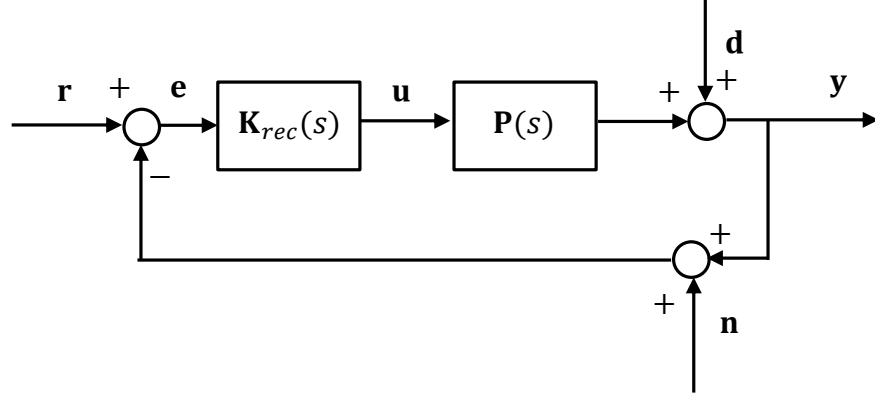 d
r + e u + + y
K_rec(s) P(s)
−
+
+
n